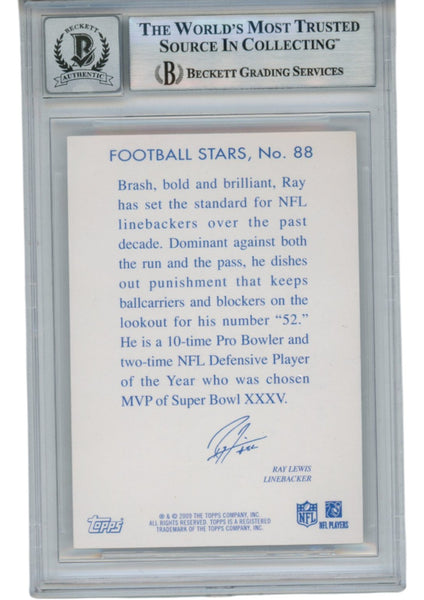 BECKETT
B
AUTHENTIC
THE WORLD'S MOST TRUSTED
SOURCE IN COLLECTING™
B BECKETT GRADING SERVICES
FOOTBALL STARS, No. 88
Brash, bold and brilliant, Ray
has set the standard for NFL
linebackers over the past
decade. Dominant against both
the run and the pass, he dishes
out punishment that keeps
ballcarriers and blockers on the
lookout for his number “52.”
He is a 10-time Pro Bowler and
two-time NFL Defensive Player
of the Year who was chosen
MVP of Super Bowl XXXV.
RAY LEWIS
LINEBACKER
topps
® & © 2009 THE TOPPS COMPANY, INC.
ALL RIGHTS RESERVED. TOPPS IS A REGISTERED
TRADEMARK OF THE TOPPS COMPANY, INC.
NFL
NFL PLAYERS